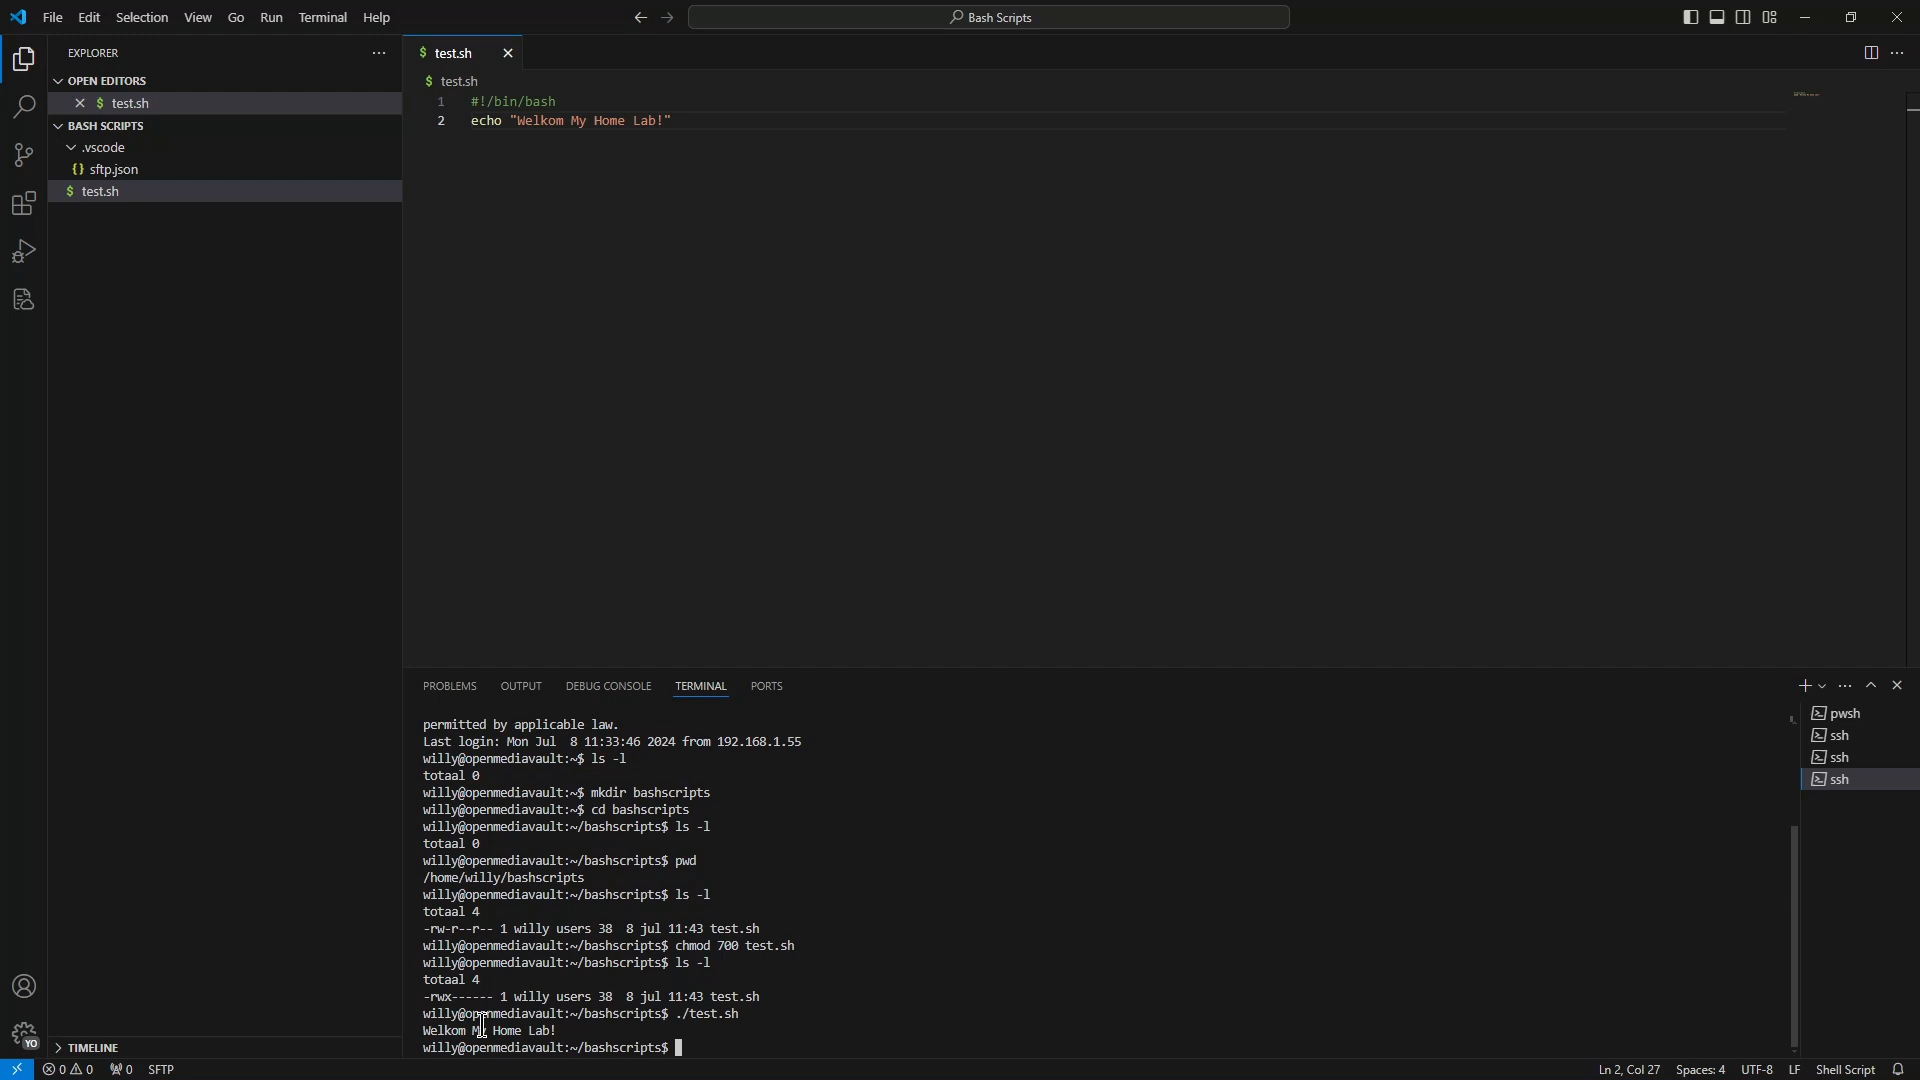 File Edit Selection View Go Run Terminal Help
Bash Scripts
EXPLORER
OPEN EDITORS
$ test.sh
BASH SCRIPTS
.vscode
{} sftp.json
$ test.sh
TIMELINE
YO
$ test.sh
$ test.sh
1 #!/bin/bash
2 echo "Welkom My Home Lab!"
PROBLEMS OUTPUT DEBUG CONSOLE TERMINAL PORTS
permitted by applicable law.
Last login: Mon Jul  8 11:33:46 2024 from 192.168.1.55
willy@openmediavault:~$ ls -l
totaal 0
willy@openmediavault:~$ mkdir bashscripts
willy@openmediavault:~$ cd bashscripts
willy@openmediavault:~/bashscripts$ ls -l
totaal 0
willy@openmediavault:~/bashscripts$ pwd
/home/willy/bashscripts
willy@openmediavault:~/bashscripts$ ls -l
totaal 4
-rw-r--r-- 1 willy users 38  8 jul 11:43 test.sh
willy@openmediavault:~/bashscripts$ chmod 700 test.sh
willy@openmediavault:~/bashscripts$ ls -l
totaal 4
-rwx------ 1 willy users 38  8 jul 11:43 test.sh
willy@openmediavault:~/bashscripts$ ./test.sh
Welkom My Home Lab!
willy@openmediavault:~/bashscripts$
pwsh
ssh
ssh
ssh
0 0 0 SFTP
Ln 2, Col 27 Spaces: 4 UTF-8 LF Shell Script